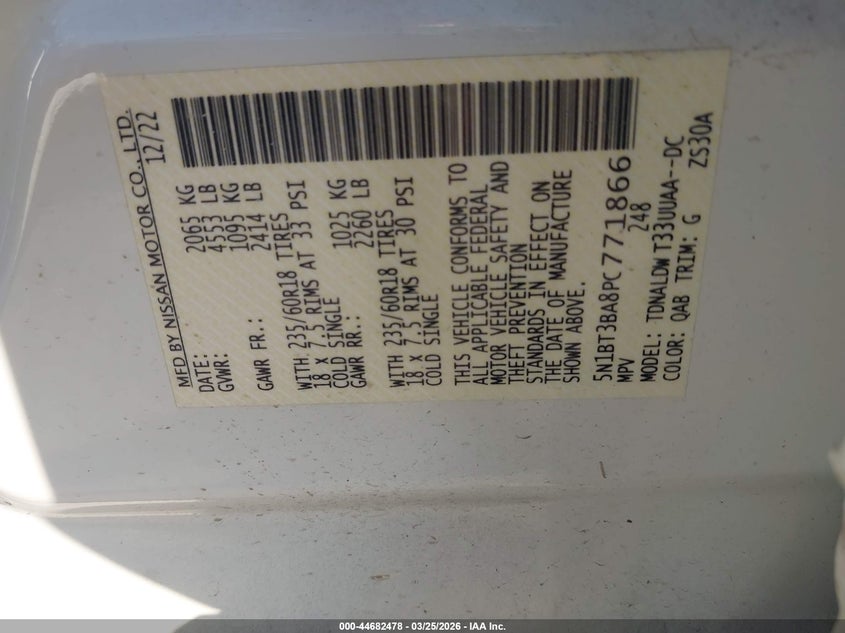 MFD BY NISSAN MOTOR CO., LTD.
DATE: 12/22
GVWR: 2065 KG
4553 LB
GAWR FR.: 1095 KG
2414 LB
WITH 235/60R18 TIRES
18 X 7.5 RIMS AT 33 PSI
COLD SINGLE
GAWR RR.: 1025 KG
2260 LB
WITH 235/60R18 TIRES
18 X 7.5 RIMS AT 30 PSI
COLD SINGLE
THIS VEHICLE CONFORMS TO
ALL APPLICABLE FEDERAL
MOTOR VEHICLE SAFETY AND
THEFT PREVENTION
STANDARDS IN EFFECT ON
THE DATE OF MANUFACTURE
SHOWN ABOVE.
5N1BT3BA8PC771866
MPV 248
MODEL: TDNALDW T33UUAA--DC
COLOR: QAB TRIM: G ZS30A
000-44682478 - 03/25/2026 - IAA Inc.